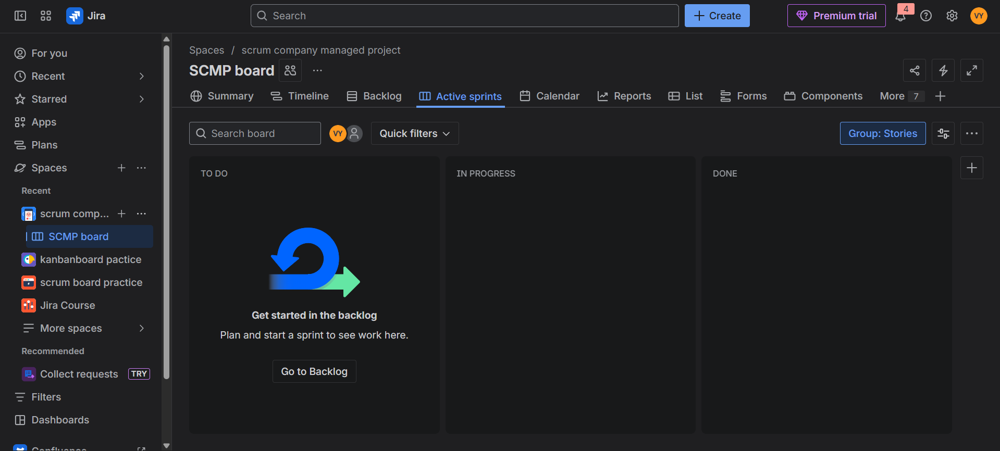 Jira
Search
Create
Premium trial
4
VY
For you
Recent
Starred
Apps
Plans
Spaces
Recent
scrum comp...
SCMP board
kanbanboard pactice
scrum board practice
Jira Course
More spaces
Recommended
Collect requests TRY
Filters
Dashboards
Confluence
Spaces / scrum company managed project
SCMP board
Summary Timeline Backlog Active sprints Calendar Reports List Forms Components More 7
Search board
VY
Quick filters
Group: Stories
TO DO
IN PROGRESS
DONE
Get started in the backlog
Plan and start a sprint to see work here.
Go to Backlog